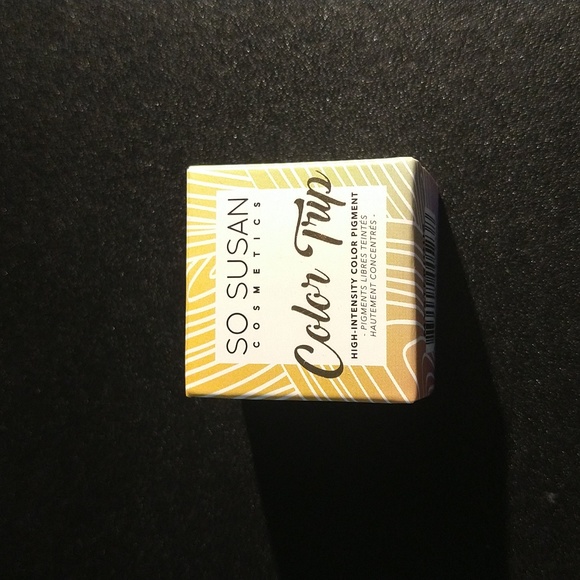 SO SUSAN
COSMETICS
Color Trip
HIGH-INTENSITY COLOR PIGMENT
- PIGMENTS LIBRES TEINTÉS
HAUTEMENT CONCENTRÉS -